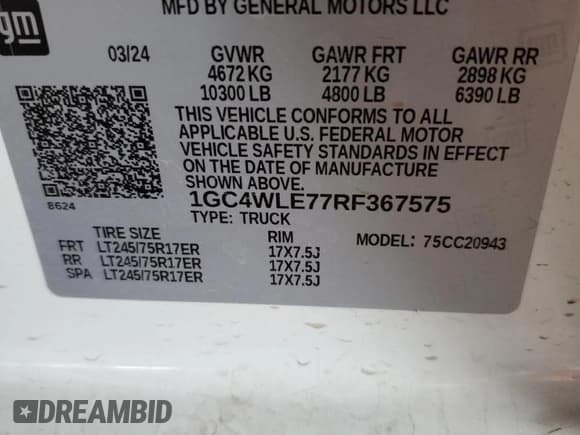 MFD BY GENERAL MOTORS LLC
gm
03/24 GVWR GAWR FRT GAWR RR
4672 KG 2177 KG 2898 KG
10300 LB 4800 LB 6390 LB
THIS VEHICLE CONFORMS TO ALL
APPLICABLE U.S. FEDERAL MOTOR
VEHICLE SAFETY STANDARDS IN EFFECT
ON THE DATE OF MANUFACTURE
SHOWN ABOVE.
8624
1GC4WLE77RF367575
TYPE: TRUCK
TIRE SIZE RIM MODEL: 75CC20943
FRT LT245/75R17ER 17X7.5J
RR LT245/75R17ER 17X7.5J
SPA LT245/75R17ER 17X7.5J
DREAMBID